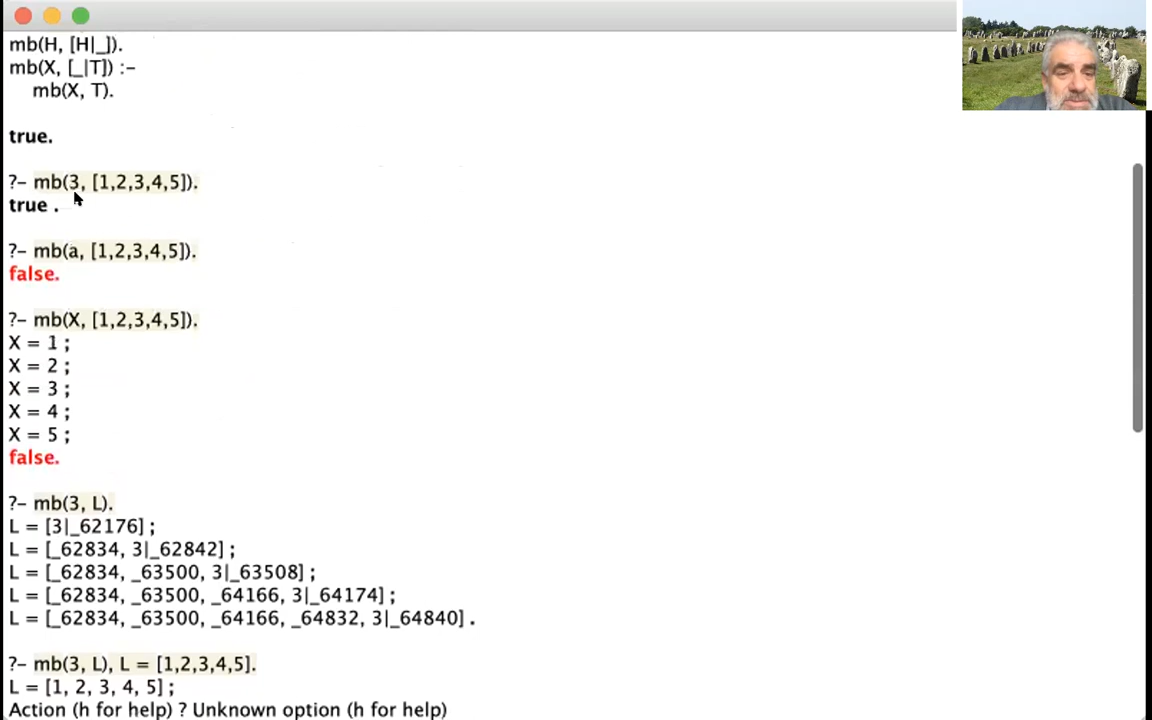 mb(H, [H|_]).
mb(X, [_|T]) :-
    mb(X, T).
true.
?- mb(3, [1,2,3,4,5]).
true .
?- mb(a, [1,2,3,4,5]).
false.
?- mb(X, [1,2,3,4,5]).
X = 1 ;
X = 2 ;
X = 3 ;
X = 4 ;
X = 5 ;
false.
?- mb(3, L).
L = [3|_62176] ;
L = [_62834, 3|_62842] ;
L = [_62834, _63500, 3|_63508] ;
L = [_62834, _63500, _64166, 3|_64174] ;
L = [_62834, _63500, _64166, _64832, 3|_64840] .
?- mb(3, L), L = [1,2,3,4,5].
L = [1, 2, 3, 4, 5] ;
Action (h for help) ? Unknown option (h for help)